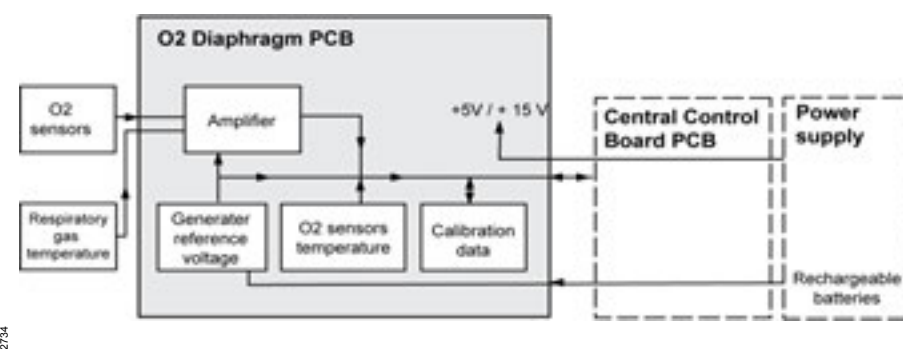 O2 Diaphragm PCB
O2
sensors
Amplifier
+5V / + 15 V
Central Control
Board PCB
Power
supply
Respiratory
gas
temperature
Generater
reference
voltage
O2 sensors
temperature
Calibration
data
Rechargeable
batteries
2734